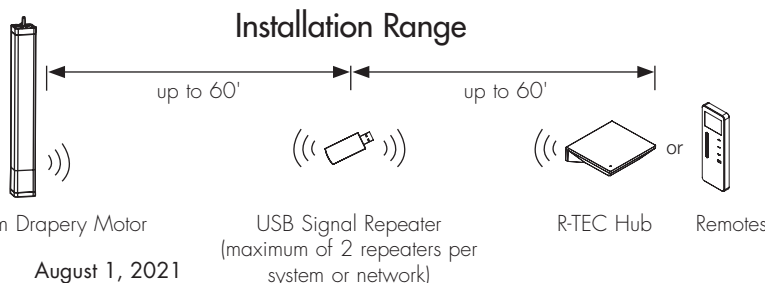 Installation Range
up to 60'
up to 60'
or
m Drapery Motor
USB Signal Repeater
(maximum of 2 repeaters per
system or network)
R-TEC Hub
Remotes
August 1, 2021